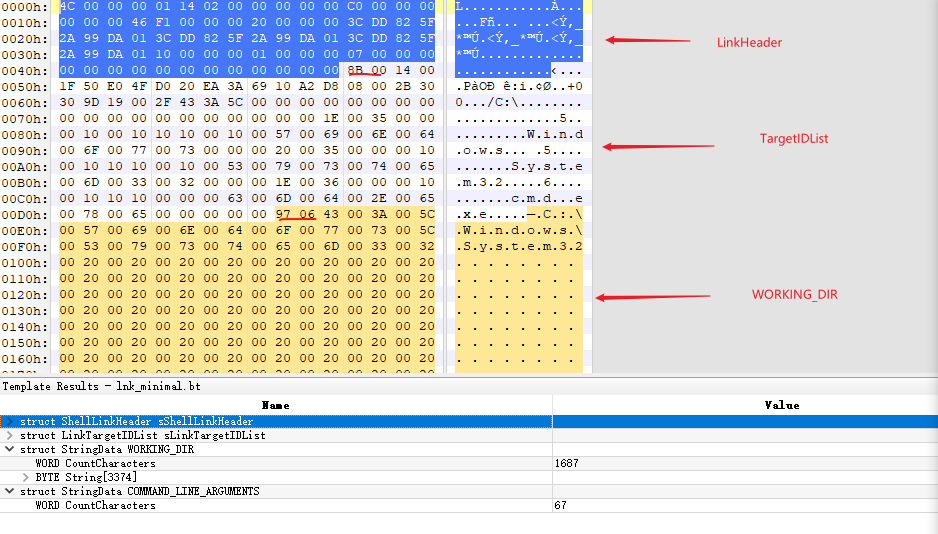 0000h: 4C 00 00 00 01 14 02 00 00 00 00 00 C0 00 00 00 L...........À...
0010h: 00 00 00 46 F1 00 00 00 00 00 00 00 3C DD 82 5F ...Fñ.......<Ý‚_
0020h: 2A 99 DA 01 3C DD 82 5F 2A 99 DA 01 3C DD 82 5F *™Ú.<Ý‚_*™Ú.<Ý‚_
0030h: 2A 99 DA 01 10 00 00 00 01 00 00 00 07 00 00 00 *™Ú.............
0040h: 00 00 00 00 00 00 00 00 00 00 00 00 8B 00 14 00 ............‹...
0050h: 1F 50 E0 4F D0 20 EA 3A 69 10 A2 D8 08 00 2B 30 .PàOÐ ê:i.¢Ø..+0
0060h: 30 9D 19 00 2F 43 3A 5C 00 00 00 00 00 00 00 00 0.../C:\........
0070h: 00 00 00 00 00 00 00 00 00 00 00 1E 00 35 00 00 .............5..
0080h: 00 00 10 10 10 10 00 10 00 57 00 69 00 6E 00 64 .........W.i.n.d
0090h: 00 6F 00 77 00 73 00 00 00 20 00 35 00 00 00 10 .o.w.s... .5....
00A0h: 00 10 10 10 00 10 00 53 00 79 00 73 00 74 00 65 .......S.y.s.t.e
00B0h: 00 6D 00 33 00 32 00 00 00 1E 00 36 00 00 00 10 .m.3.2.....6....
00C0h: 00 10 10 10 00 00 00 63 00 6D 00 64 00 2E 00 65 .......c.m.d...e
00D0h: 00 78 00 65 00 00 00 00 00 97 06 43 00 3A 00 5C .x.e.....—.C.:.\
00E0h: 00 57 00 69 00 6E 00 64 00 6F 00 77 00 73 00 5C .W.i.n.d.o.w.s.\
00F0h: 00 53 00 79 00 73 00 74 00 65 00 6D 00 33 00 32 .S.y.s.t.e.m.3.2
0100h: 00 20 00 20 00 20 00 20 00 20 00 20 00 20 00 20 . . . . . . . .
0110h: 00 20 00 20 00 20 00 20 00 20 00 20 00 20 00 20 . . . . . . . .
0120h: 00 20 00 20 00 20 00 20 00 20 00 20 00 20 00 20 . . . . . . . .
0130h: 00 20 00 20 00 20 00 20 00 20 00 20 00 20 00 20 . . . . . . . .
0140h: 00 20 00 20 00 20 00 20 00 20 00 20 00 20 00 20 . . . . . . . .
0150h: 00 20 00 20 00 20 00 20 00 20 00 20 00 20 00 20 . . . . . . . .
0160h: 00 20 00 20 00 20 00 20 00 20 00 20 00 20 00 20 . . . . . . . .
LinkHeader
TargetIDList
WORKING_DIR
Template Results - lnk_minimal.bt
Name Value
struct ShellLinkHeader sShellLinkHeader
struct LinkTargetIDList sLinkTargetIDList
struct StringData WORKING_DIR
WORD CountCharacters 1687
BYTE String[3374]
struct StringData COMMAND_LINE_ARGUMENTS
WORD CountCharacters 67